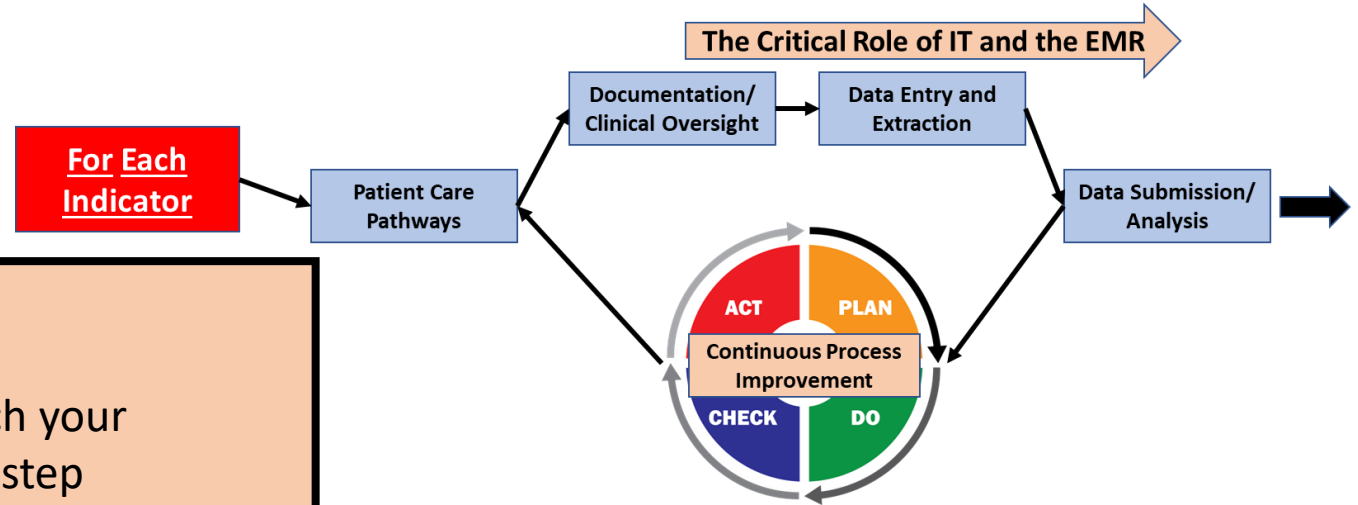 The Critical Role of IT and the EMR
Documentation/
Clinical Oversight
Data Entry and
Extraction
For Each
Indicator
Patient Care
Pathways
Data Submission/
Analysis
ACT
PLAN
Continuous Process
Improvement
CHECK
DO
ch your
step